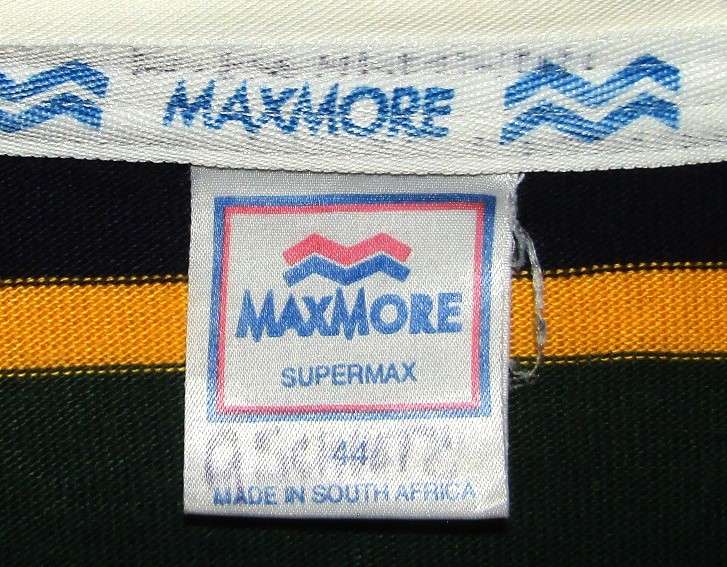 MAXMORE
MAXMORE
SUPERMAX
44
MADE IN SOUTH AFRICA